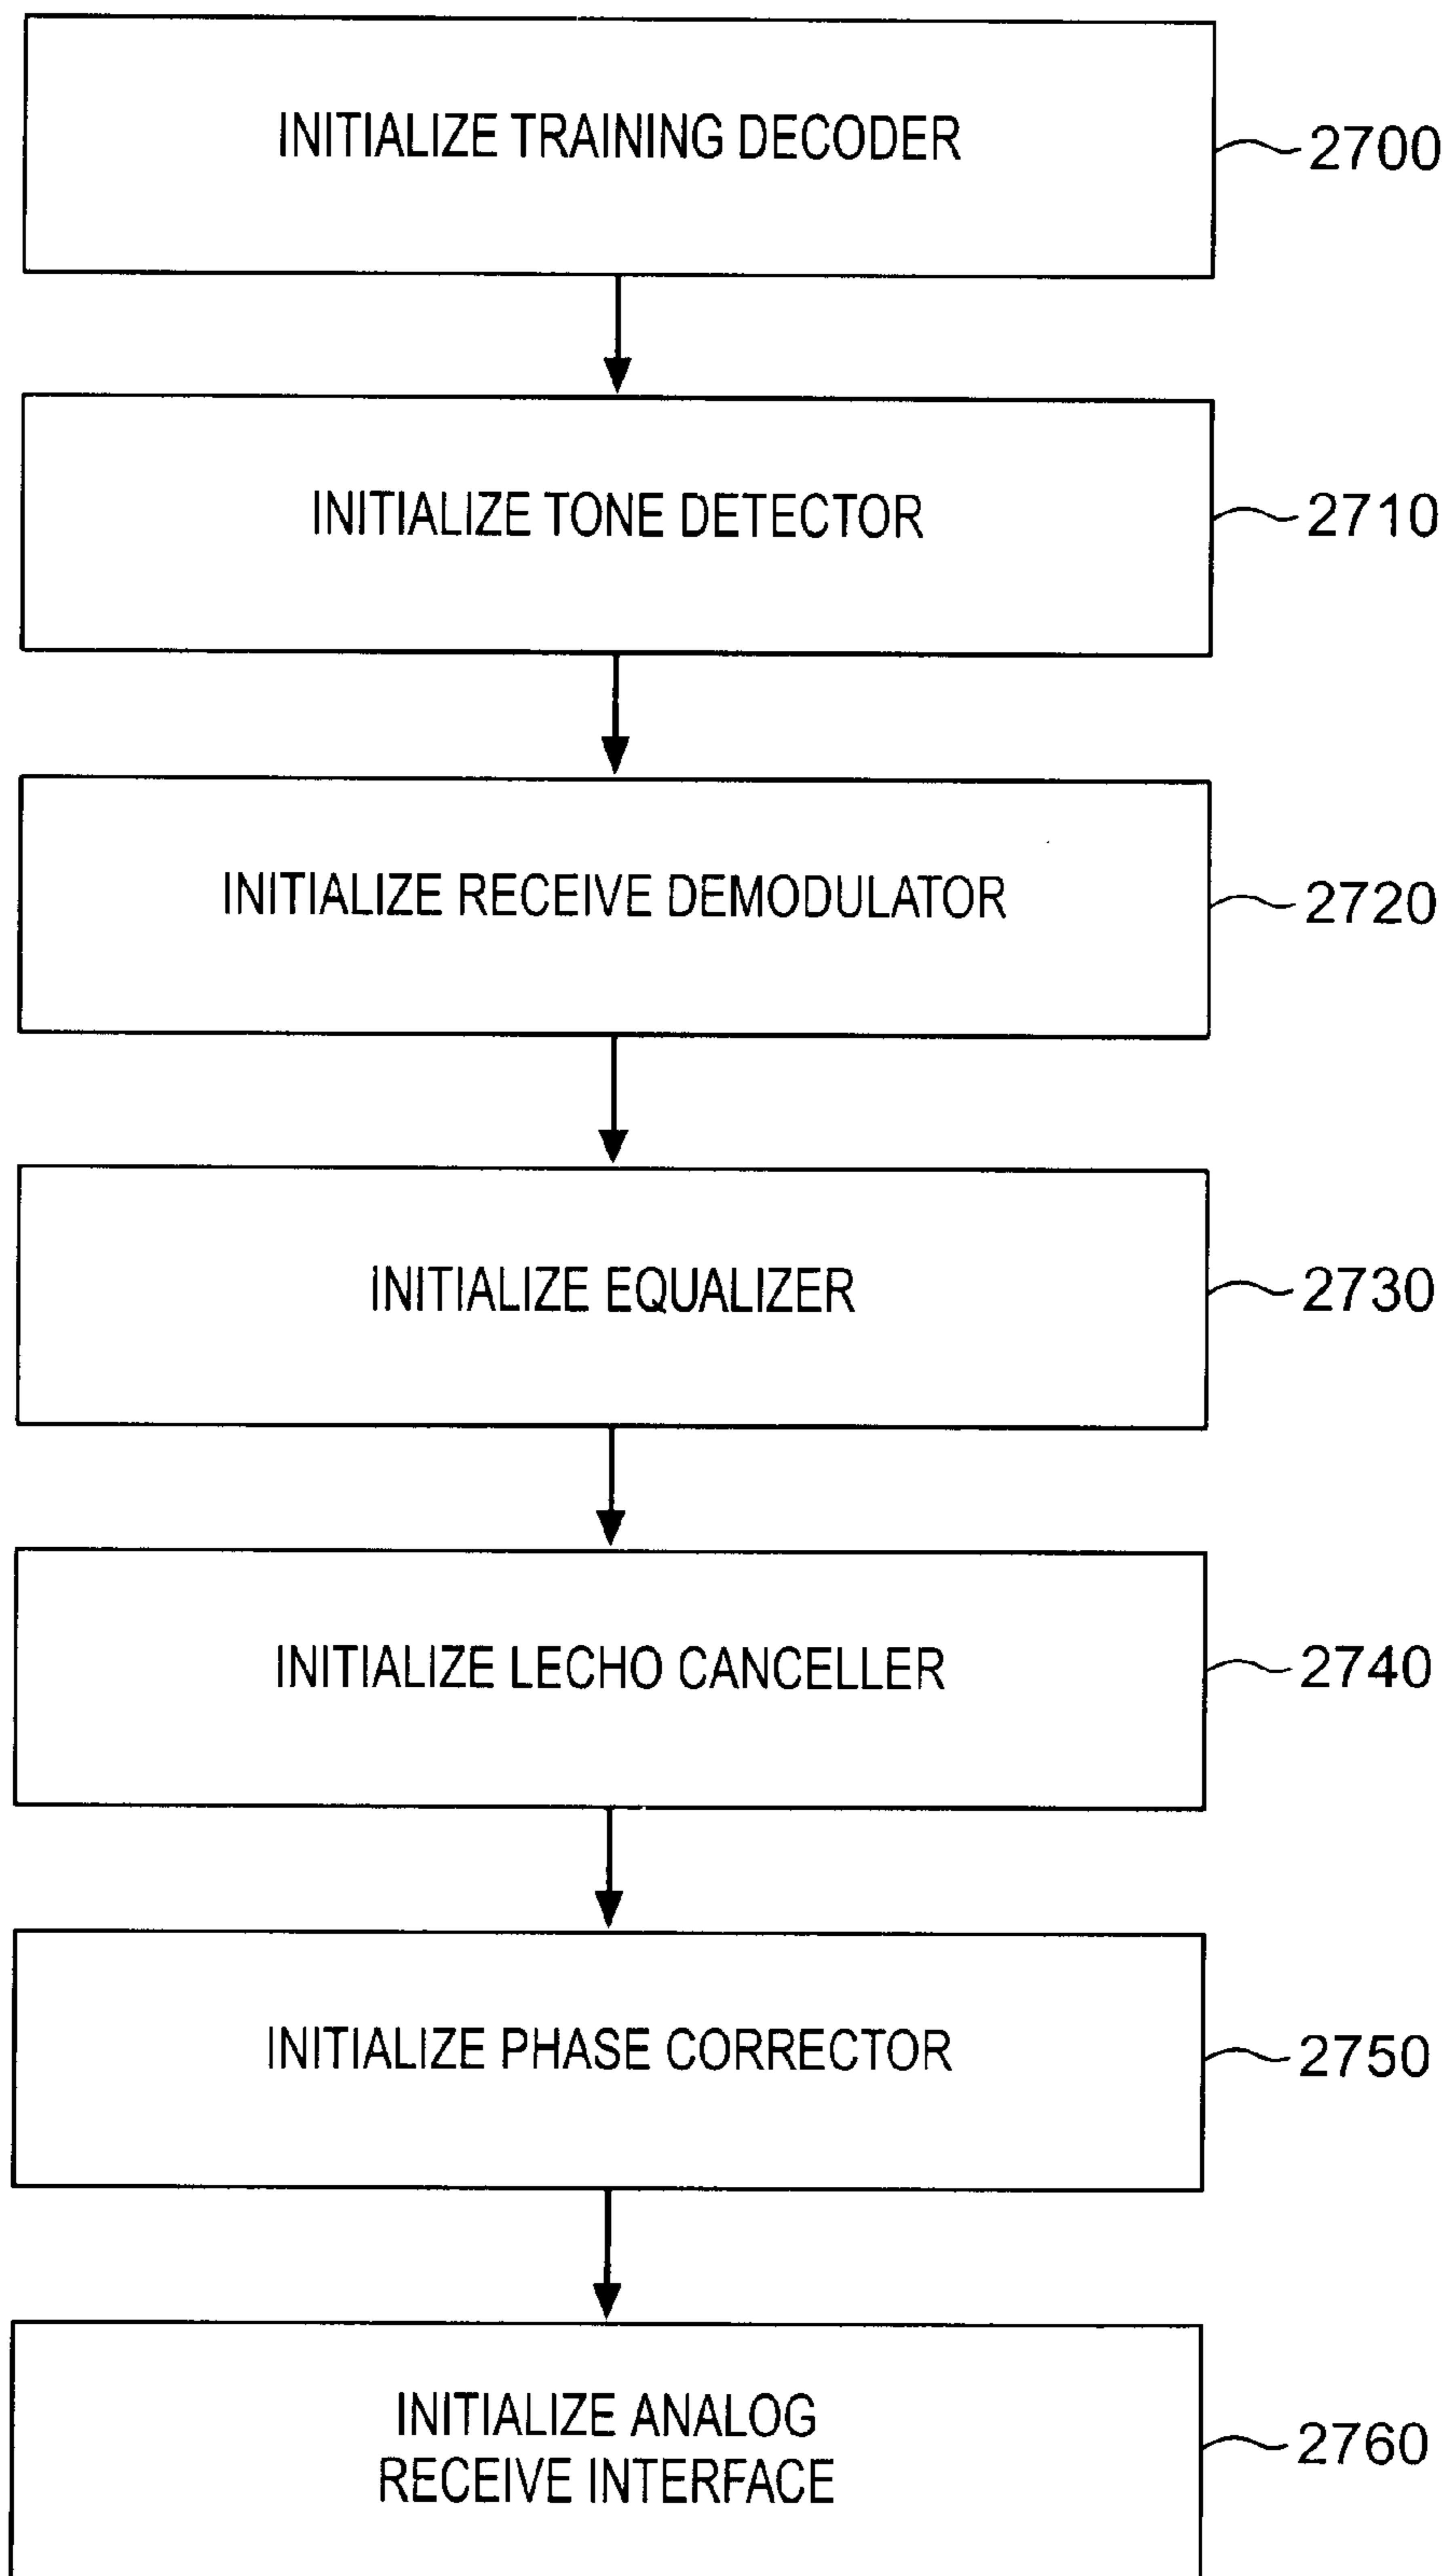 INITIALIZE TRAINING DECODER
2700
INITIALIZE TONE DETECTOR
2710
INITIALIZE RECEIVE DEMODULATOR
2720
INITIALIZE EQUALIZER
2730
INITIALIZE LECHO CANCELLER
2740
INITIALIZE PHASE CORRECTOR
2750
INITIALIZE ANALOG
RECEIVE INTERFACE
2760